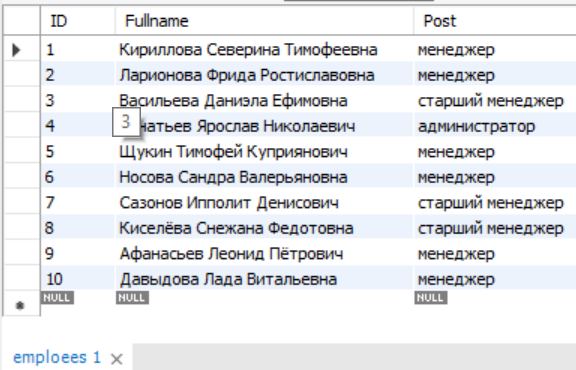 ID Fullname Post
1 Кириллова Северина Тимофеевна менеджер
2 Ларионова Фрида Ростиславовна менеджер
3 Васильева Даниэла Ефимовна старший менеджер
4 3 Ярослав Николаевич администратор
5 Щукин Тимофей Куприянович менеджер
6 Носова Сандра Валерьяновна менеджер
7 Сазонов Ипполит Денисович старший менеджер
8 Киселёва Снежана Федотовна старший менеджер
9 Афанасьев Леонид Пётрович менеджер
10 Давыдова Лада Витальевна менеджер
NULL NULL NULL
emploees 1 ×